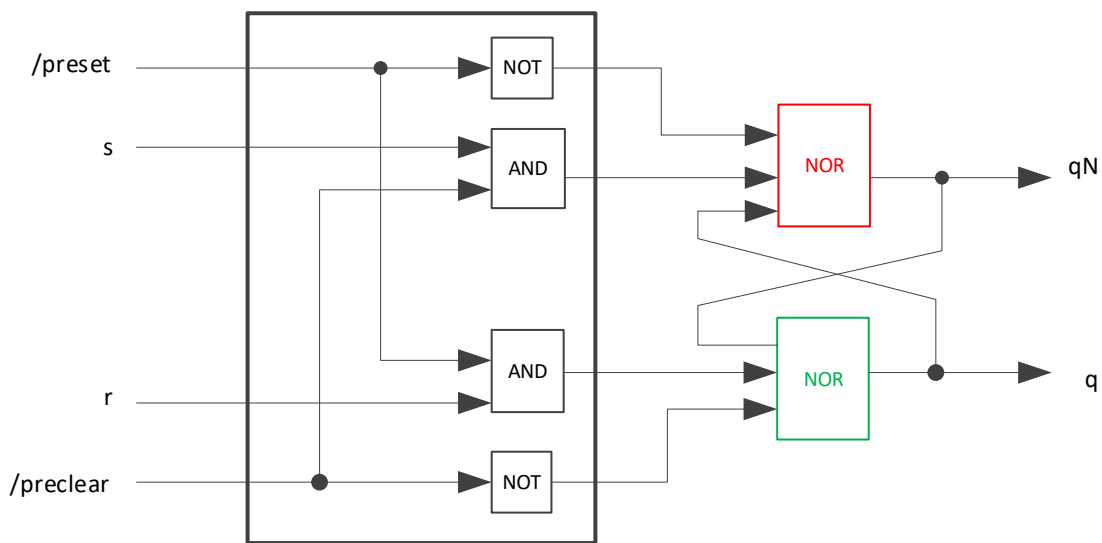 /preset
NOT
s
AND
NOR
qN
AND
NOR
q
r
/preclear
NOT